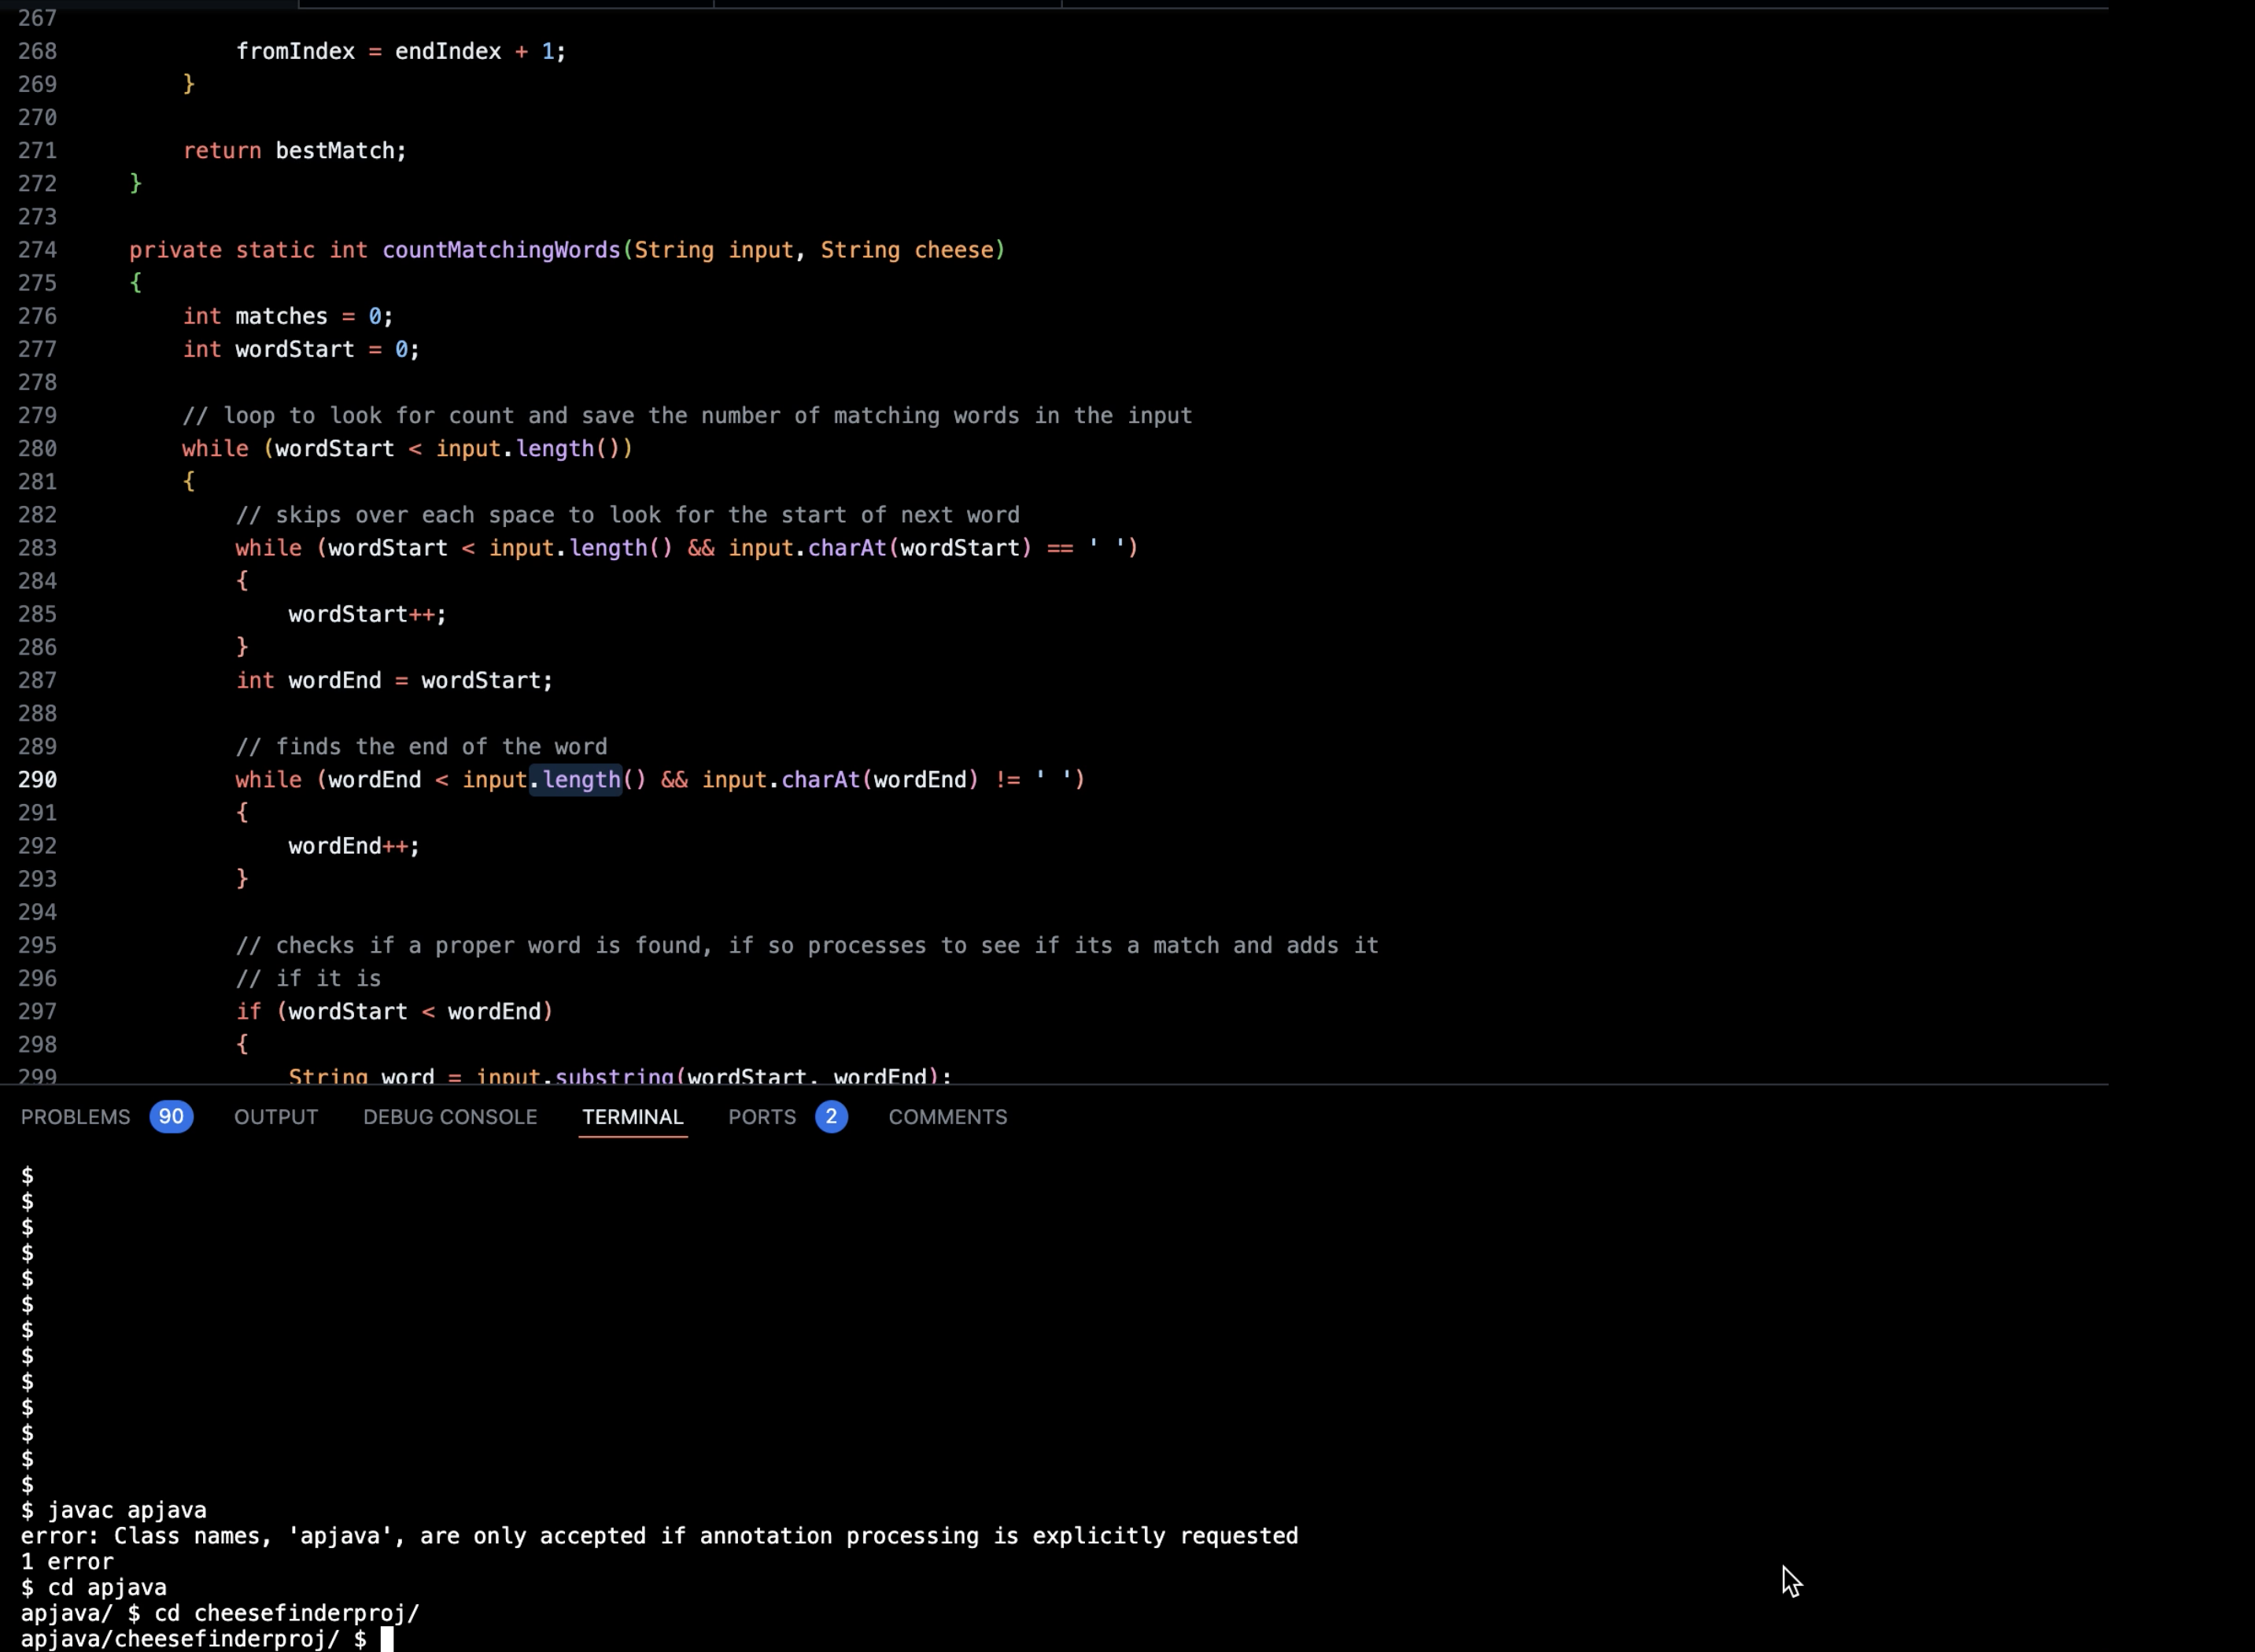 267
268 fromIndex = endIndex + 1;
269 }
270
271 return bestMatch;
272 }
273
274 private static int countMatchingWords(String input, String cheese)
275 {
276 int matches = 0;
277 int wordStart = 0;
278
279 // loop to look for count and save the number of matching words in the input
280 while (wordStart < input.length())
281 {
282 // skips over each space to look for the start of next word
283 while (wordStart < input.length() && input.charAt(wordStart) == ' ')
284 {
285 wordStart++;
286 }
287 int wordEnd = wordStart;
288
289 // finds the end of the word
290 while (wordEnd < input.length() && input.charAt(wordEnd) != ' ')
291 {
292 wordEnd++;
293 }
294
295 // checks if a proper word is found, if so processes to see if its a match and adds it
296 // if it is
297 if (wordStart < wordEnd)
298 {
299 String word = input.substring(wordStart, wordEnd);
PROBLEMS 90 OUTPUT DEBUG CONSOLE TERMINAL PORTS 2 COMMENTS
$
$
$
$
$
$
$
$
$
$
$
$
$
$ javac apjava
error: Class names, 'apjava', are only accepted if annotation processing is explicitly requested
1 error
$ cd apjava
apjava/ $ cd cheesefinderproj/
apjava/cheesefinderproj/ $